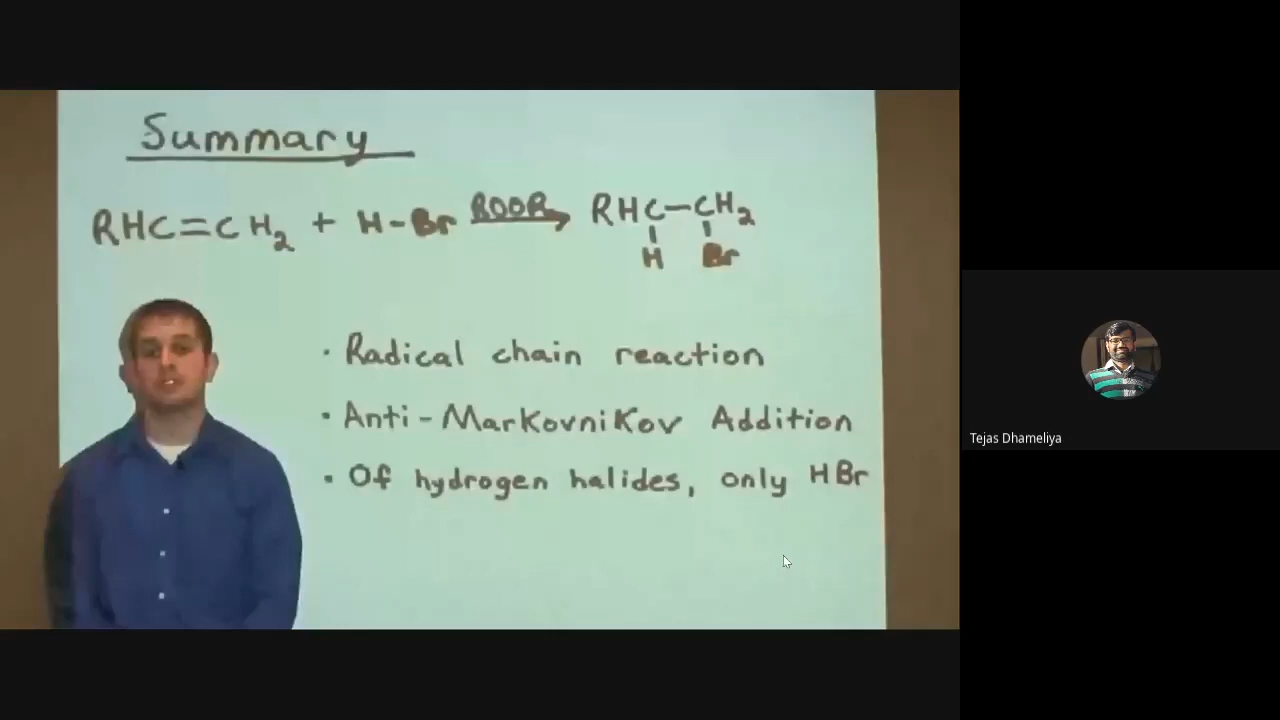 Summary
RHC=CH₂ + H-Br ROOR→ RHC-CH₂
H Br
· Radical chain reaction
· Anti-Markovnikov Addition
· Of hydrogen halides, only HBr
Tejas Dhameliya